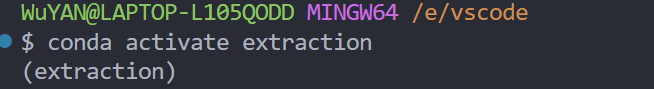 WuYAN@LAPTOP-L105QODD MINGW64 /e/vscode
$ conda activate extraction
(extraction)